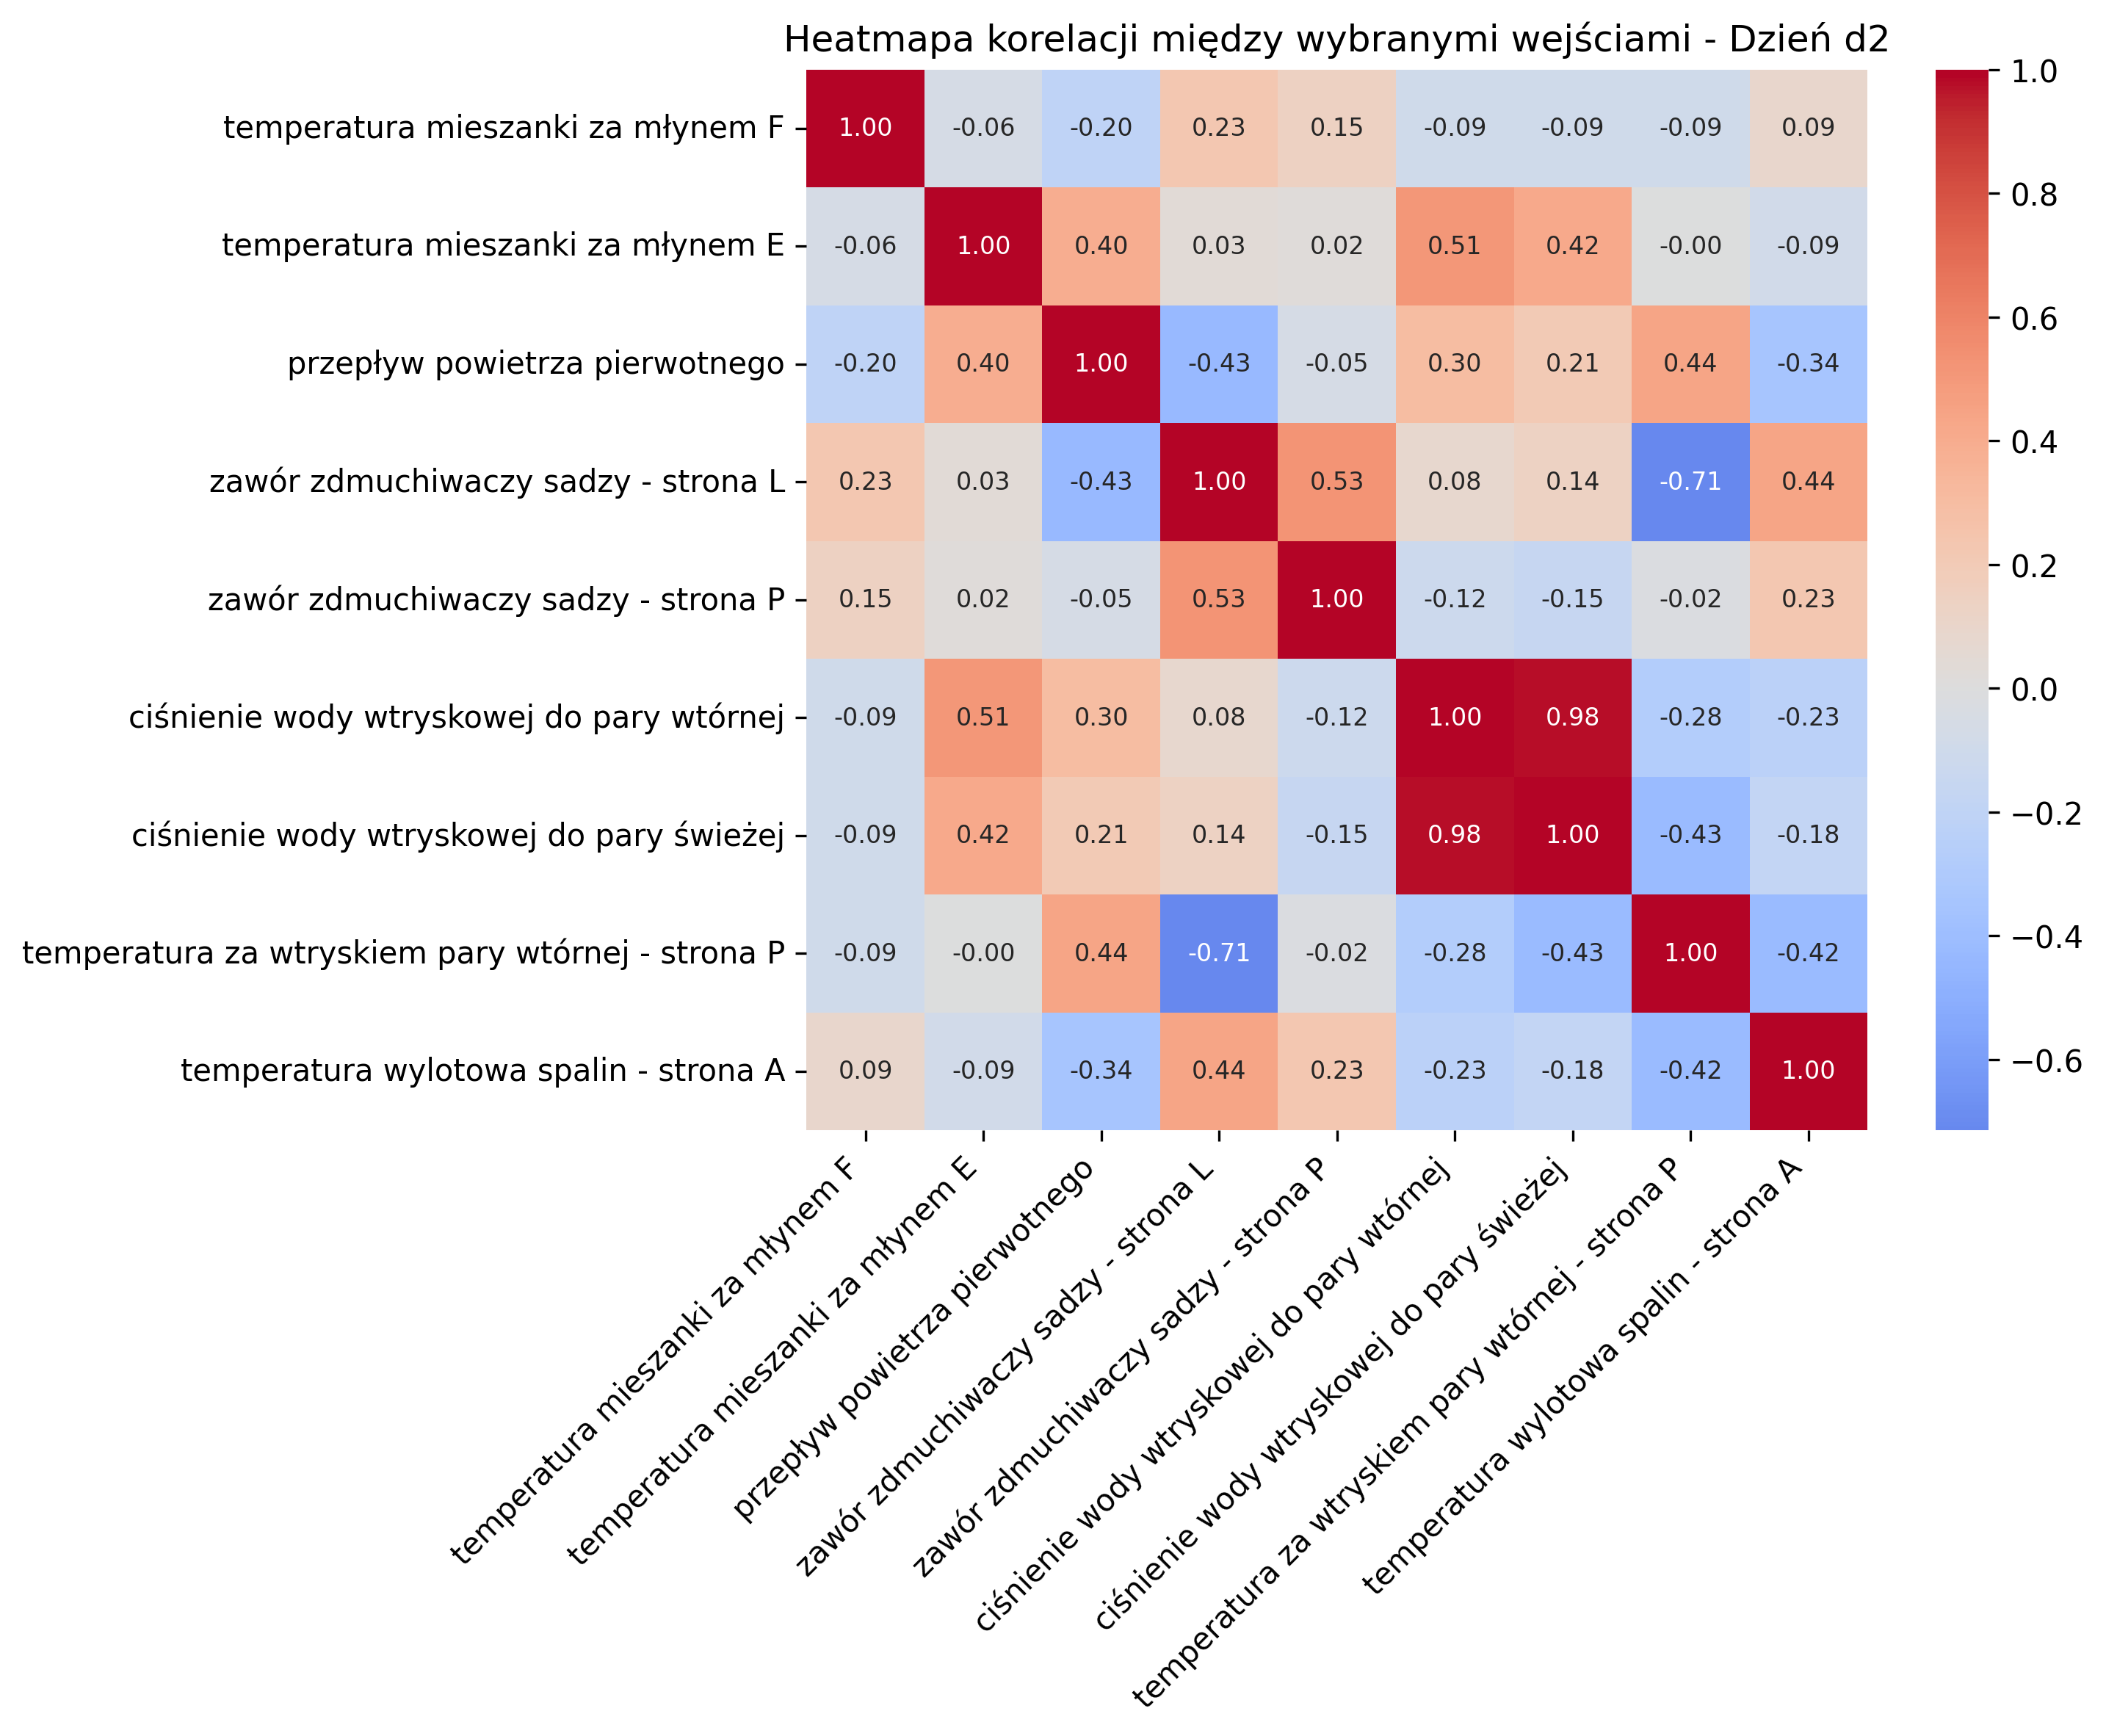 Heatmapa korelacji między wybranymi wejściami - Dzień d2
temperatura mieszanki za młynem F 1.00 -0.06 -0.20 0.23 0.15 -0.09 -0.09 -0.09 0.09
temperatura mieszanki za młynem E -0.06 1.00 0.40 0.03 0.02 0.51 0.42 -0.00 -0.09
przepływ powietrza pierwotnego -0.20 0.40 1.00 -0.43 -0.05 0.30 0.21 0.44 -0.34
zawór zdmuchiwaczy sadzy - strona L 0.23 0.03 -0.43 1.00 0.53 0.08 0.14 -0.71 0.44
zawór zdmuchiwaczy sadzy - strona P 0.15 0.02 -0.05 0.53 1.00 -0.12 -0.15 -0.02 0.23
ciśnienie wody wtryskowej do pary wtórnej -0.09 0.51 0.30 0.08 -0.12 1.00 0.98 -0.28 -0.23
ciśnienie wody wtryskowej do pary świeżej -0.09 0.42 0.21 0.14 -0.15 0.98 1.00 -0.43 -0.18
temperatura za wtryskiem pary wtórnej - strona P -0.09 -0.00 0.44 -0.71 -0.02 -0.28 -0.43 1.00 -0.42
temperatura wylotowa spalin - strona A 0.09 -0.09 -0.34 0.44 0.23 -0.23 -0.18 -0.42 1.00
temperatura mieszanki za młynem F
temperatura mieszanki za młynem E
przepływ powietrza pierwotnego
zawór zdmuchiwaczy sadzy - strona L
zawór zdmuchiwaczy sadzy - strona P
ciśnienie wody wtryskowej do pary wtórnej
ciśnienie wody wtryskowej do pary świeżej
temperatura za wtryskiem pary wtórnej - strona P
temperatura wylotowa spalin - strona A
1.0
0.8
0.6
0.4
0.2
0.0
−0.2
−0.4
−0.6